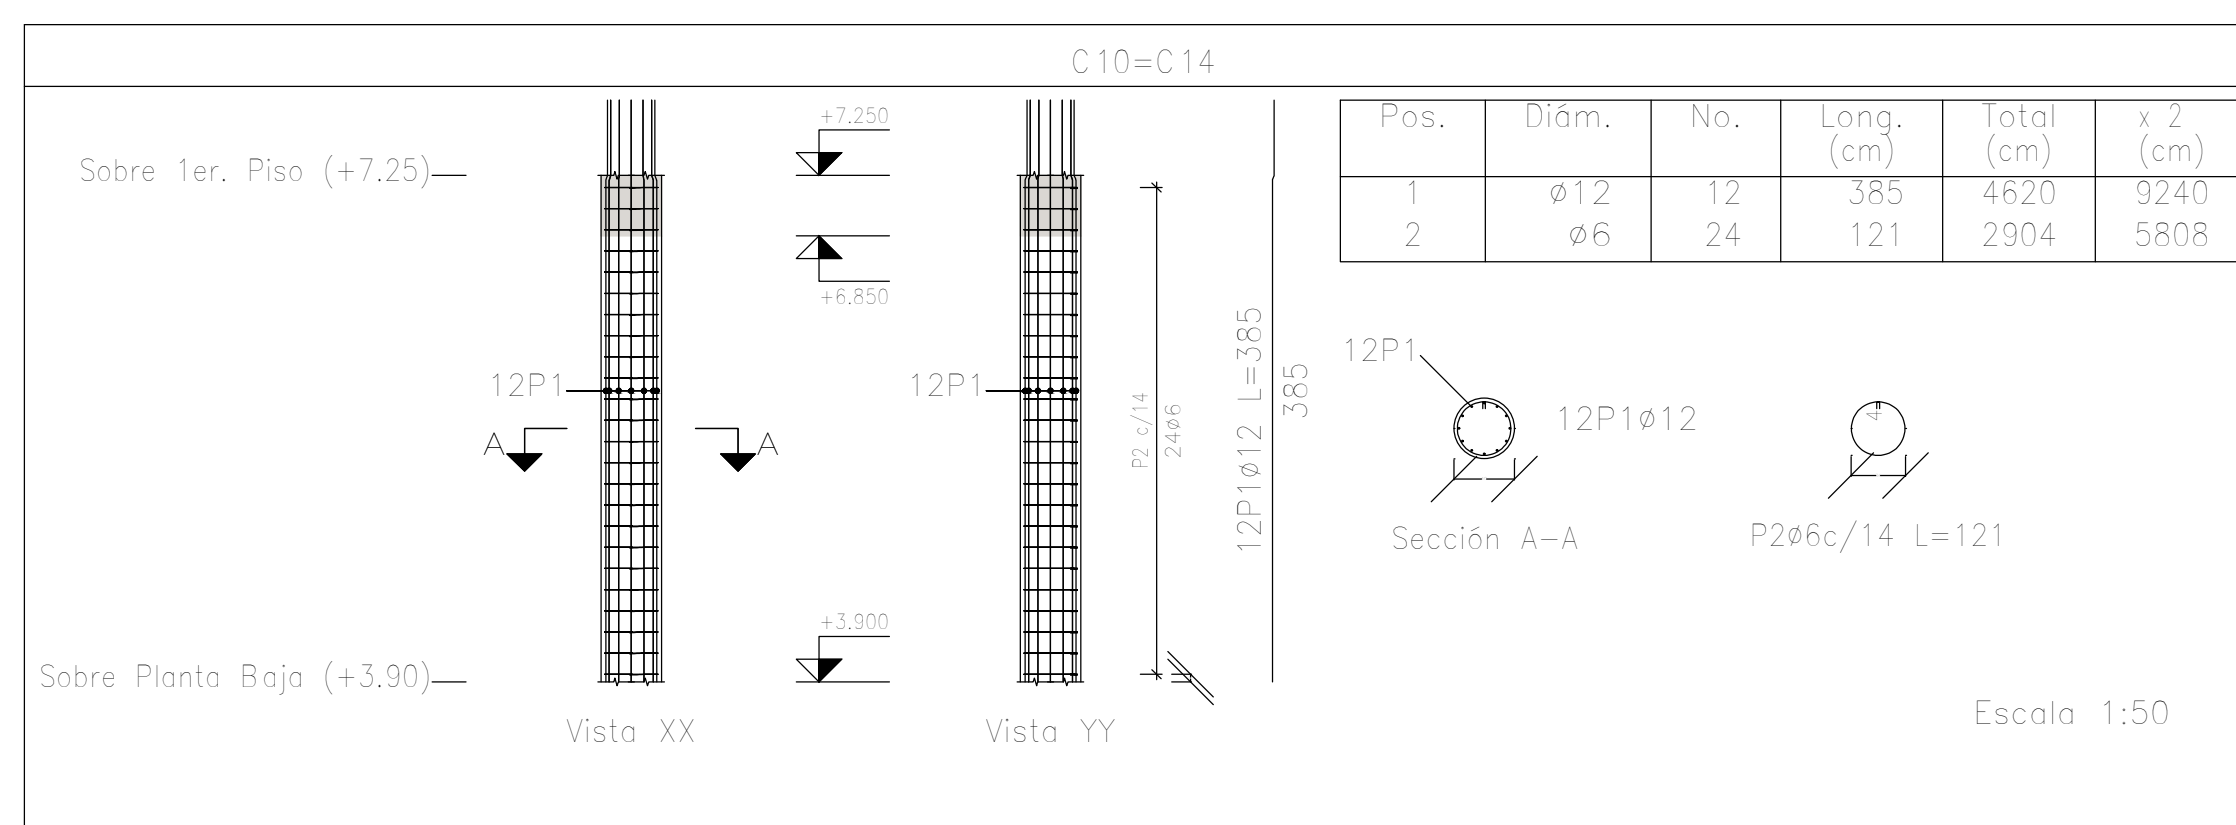 C10=C14
Sobre 1er. Piso (+7.25)
+7.250
+6.850
12P1
A
A
+3.900
Sobre Planta Baja (+3.90)
Vista XX
12P1
Vista YY
P2 c/14
24ø6
12P1ø12 L=385
385
Pos. Diám. No. Long. (cm) Total (cm) x 2 (cm)
1 ø12 12 385 4620 9240
2 ø6 24 121 2904 5808
12P1
12P1ø12
Sección A-A
4
P2ø6c/14 L=121
Escala 1:50